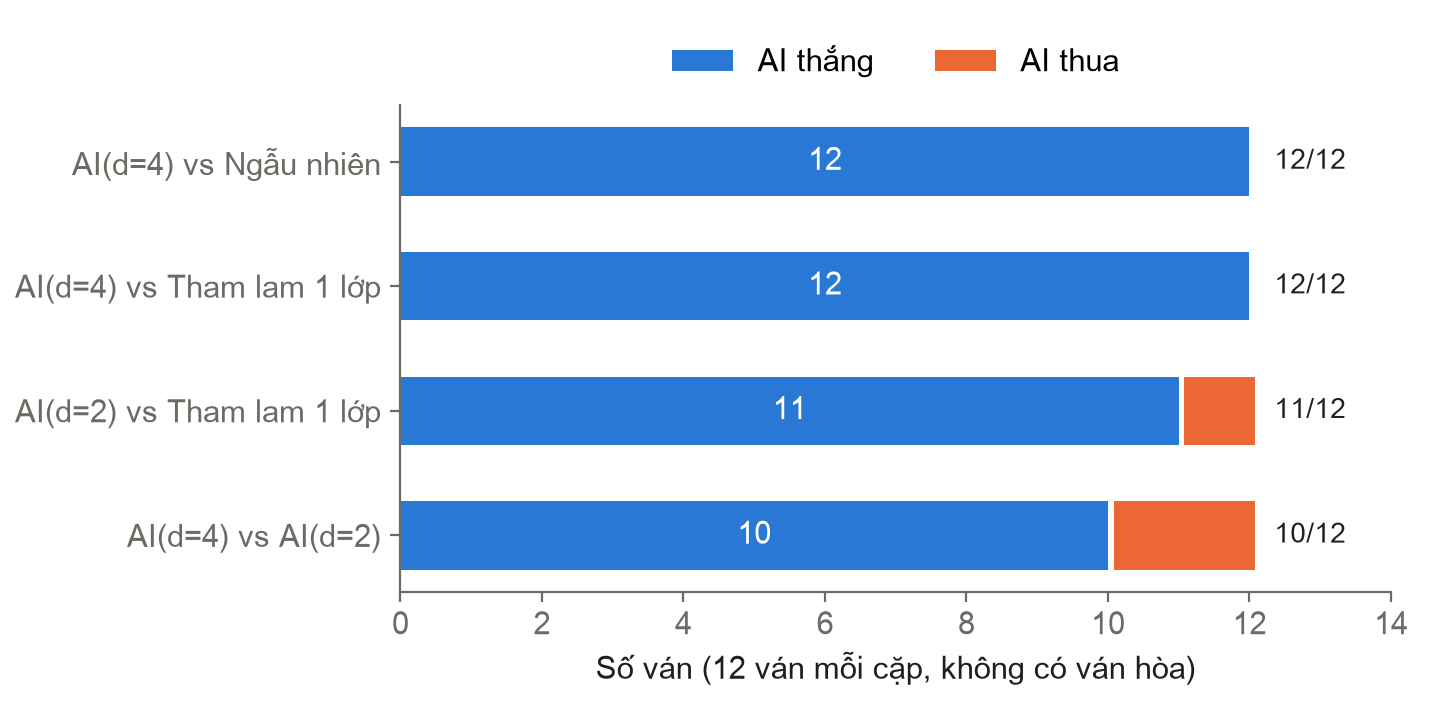 AI thắng AI thua
AI(d=4) vs Ngẫu nhiên 12 12/12
AI(d=4) vs Tham lam 1 lớp 12 12/12
AI(d=2) vs Tham lam 1 lớp 11 11/12
AI(d=4) vs AI(d=2) 10 10/12
0 2 4 6 8 10 12 14
Số ván (12 ván mỗi cặp, không có ván hòa)